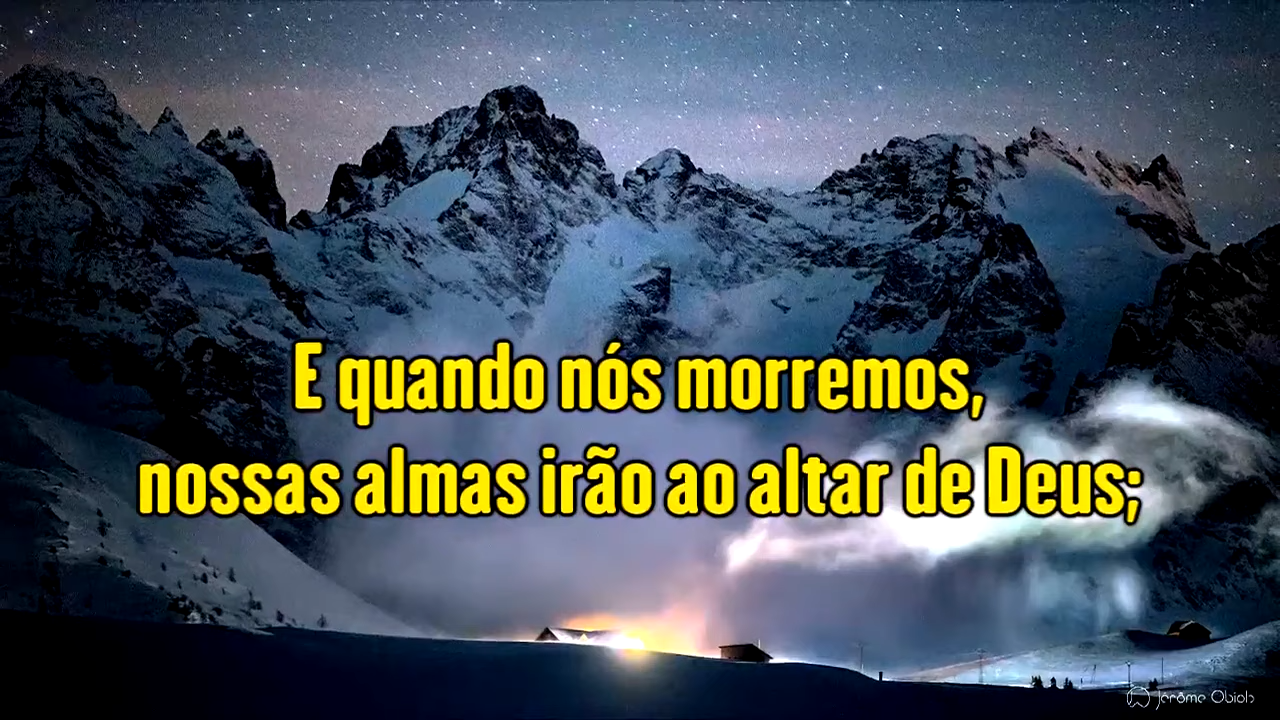 E quando nós morremos,
nossas almas irão ao altar de Deus;
Jérôme Obiols